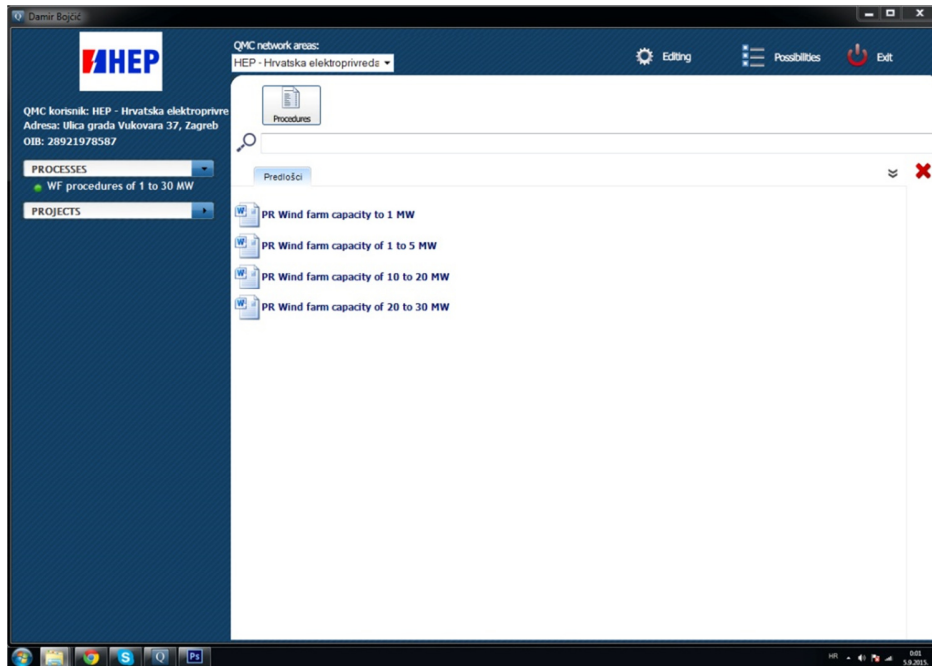 Damir Bojčić
HEP
QMC network areas:
HEP - Hrvatska elektroprivreda
Editing
Possibilities
Exit
QMC korisnik: HEP - Hrvatska elektroprivre
Adresa: Ulica grada Vukovara 37, Zagreb
OIB: 28921978587
Procedures
PROCESSES
WF procedures of 1 to 30 MW
PROJECTS
Predlošci
PR Wind farm capacity to 1 MW
PR Wind farm capacity of 1 to 5 MW
PR Wind farm capacity of 10 to 20 MW
PR Wind farm capacity of 20 to 30 MW
HR
0:01
5.9.2015.